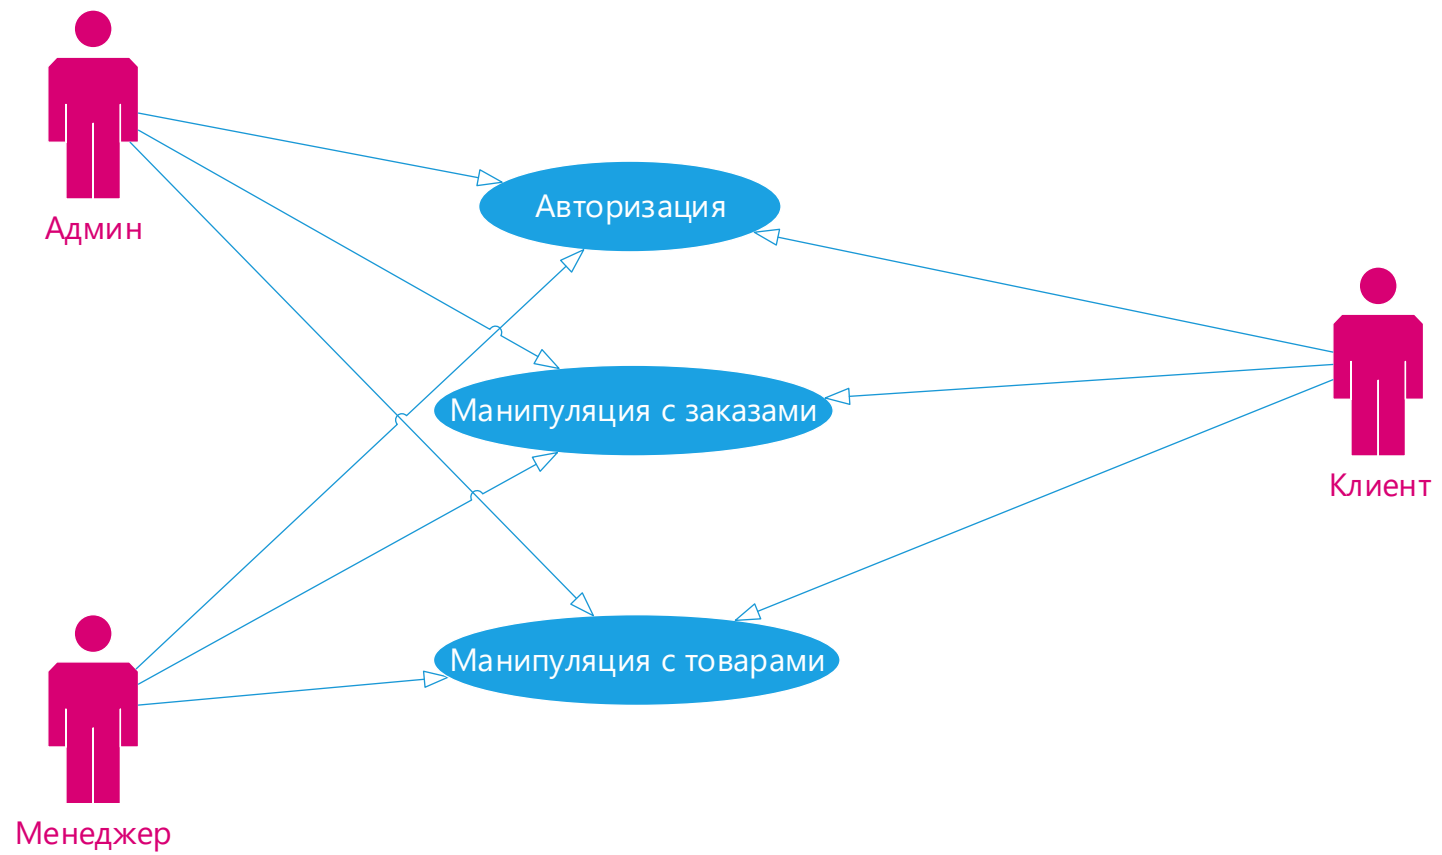 Админ
Авторизация
Манипуляция с заказами
Клиент
Манипуляция с товарами
Менеджер